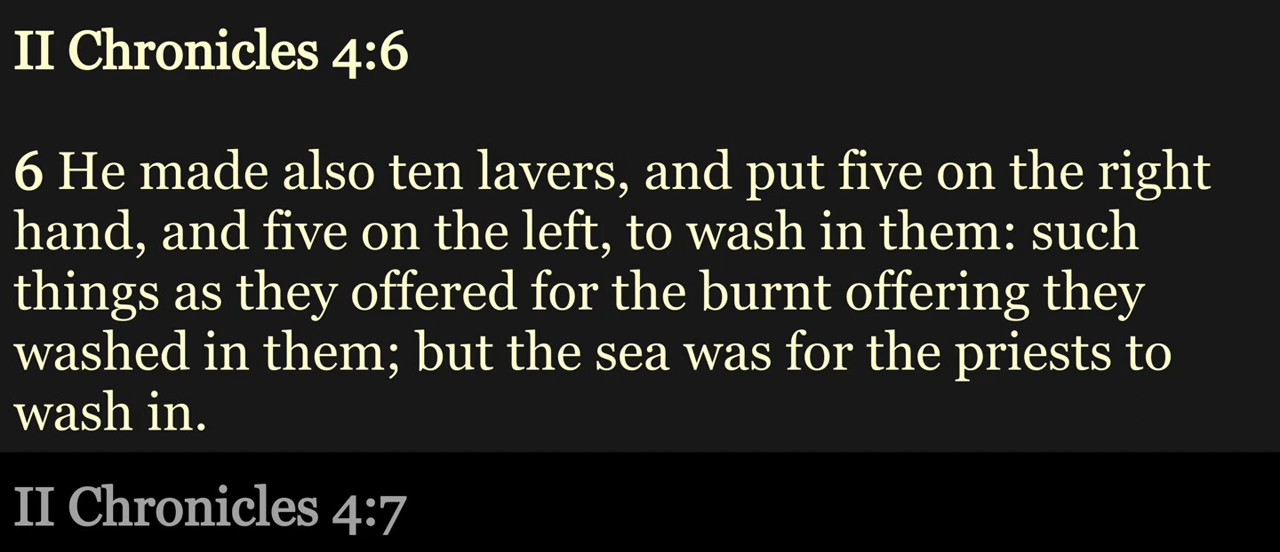 II Chronicles 4:6
6 He made also ten lavers, and put five on the right
hand, and five on the left, to wash in them: such
things as they offered for the burnt offering they
washed in them; but the sea was for the priests to
wash in.
II Chronicles 4:7